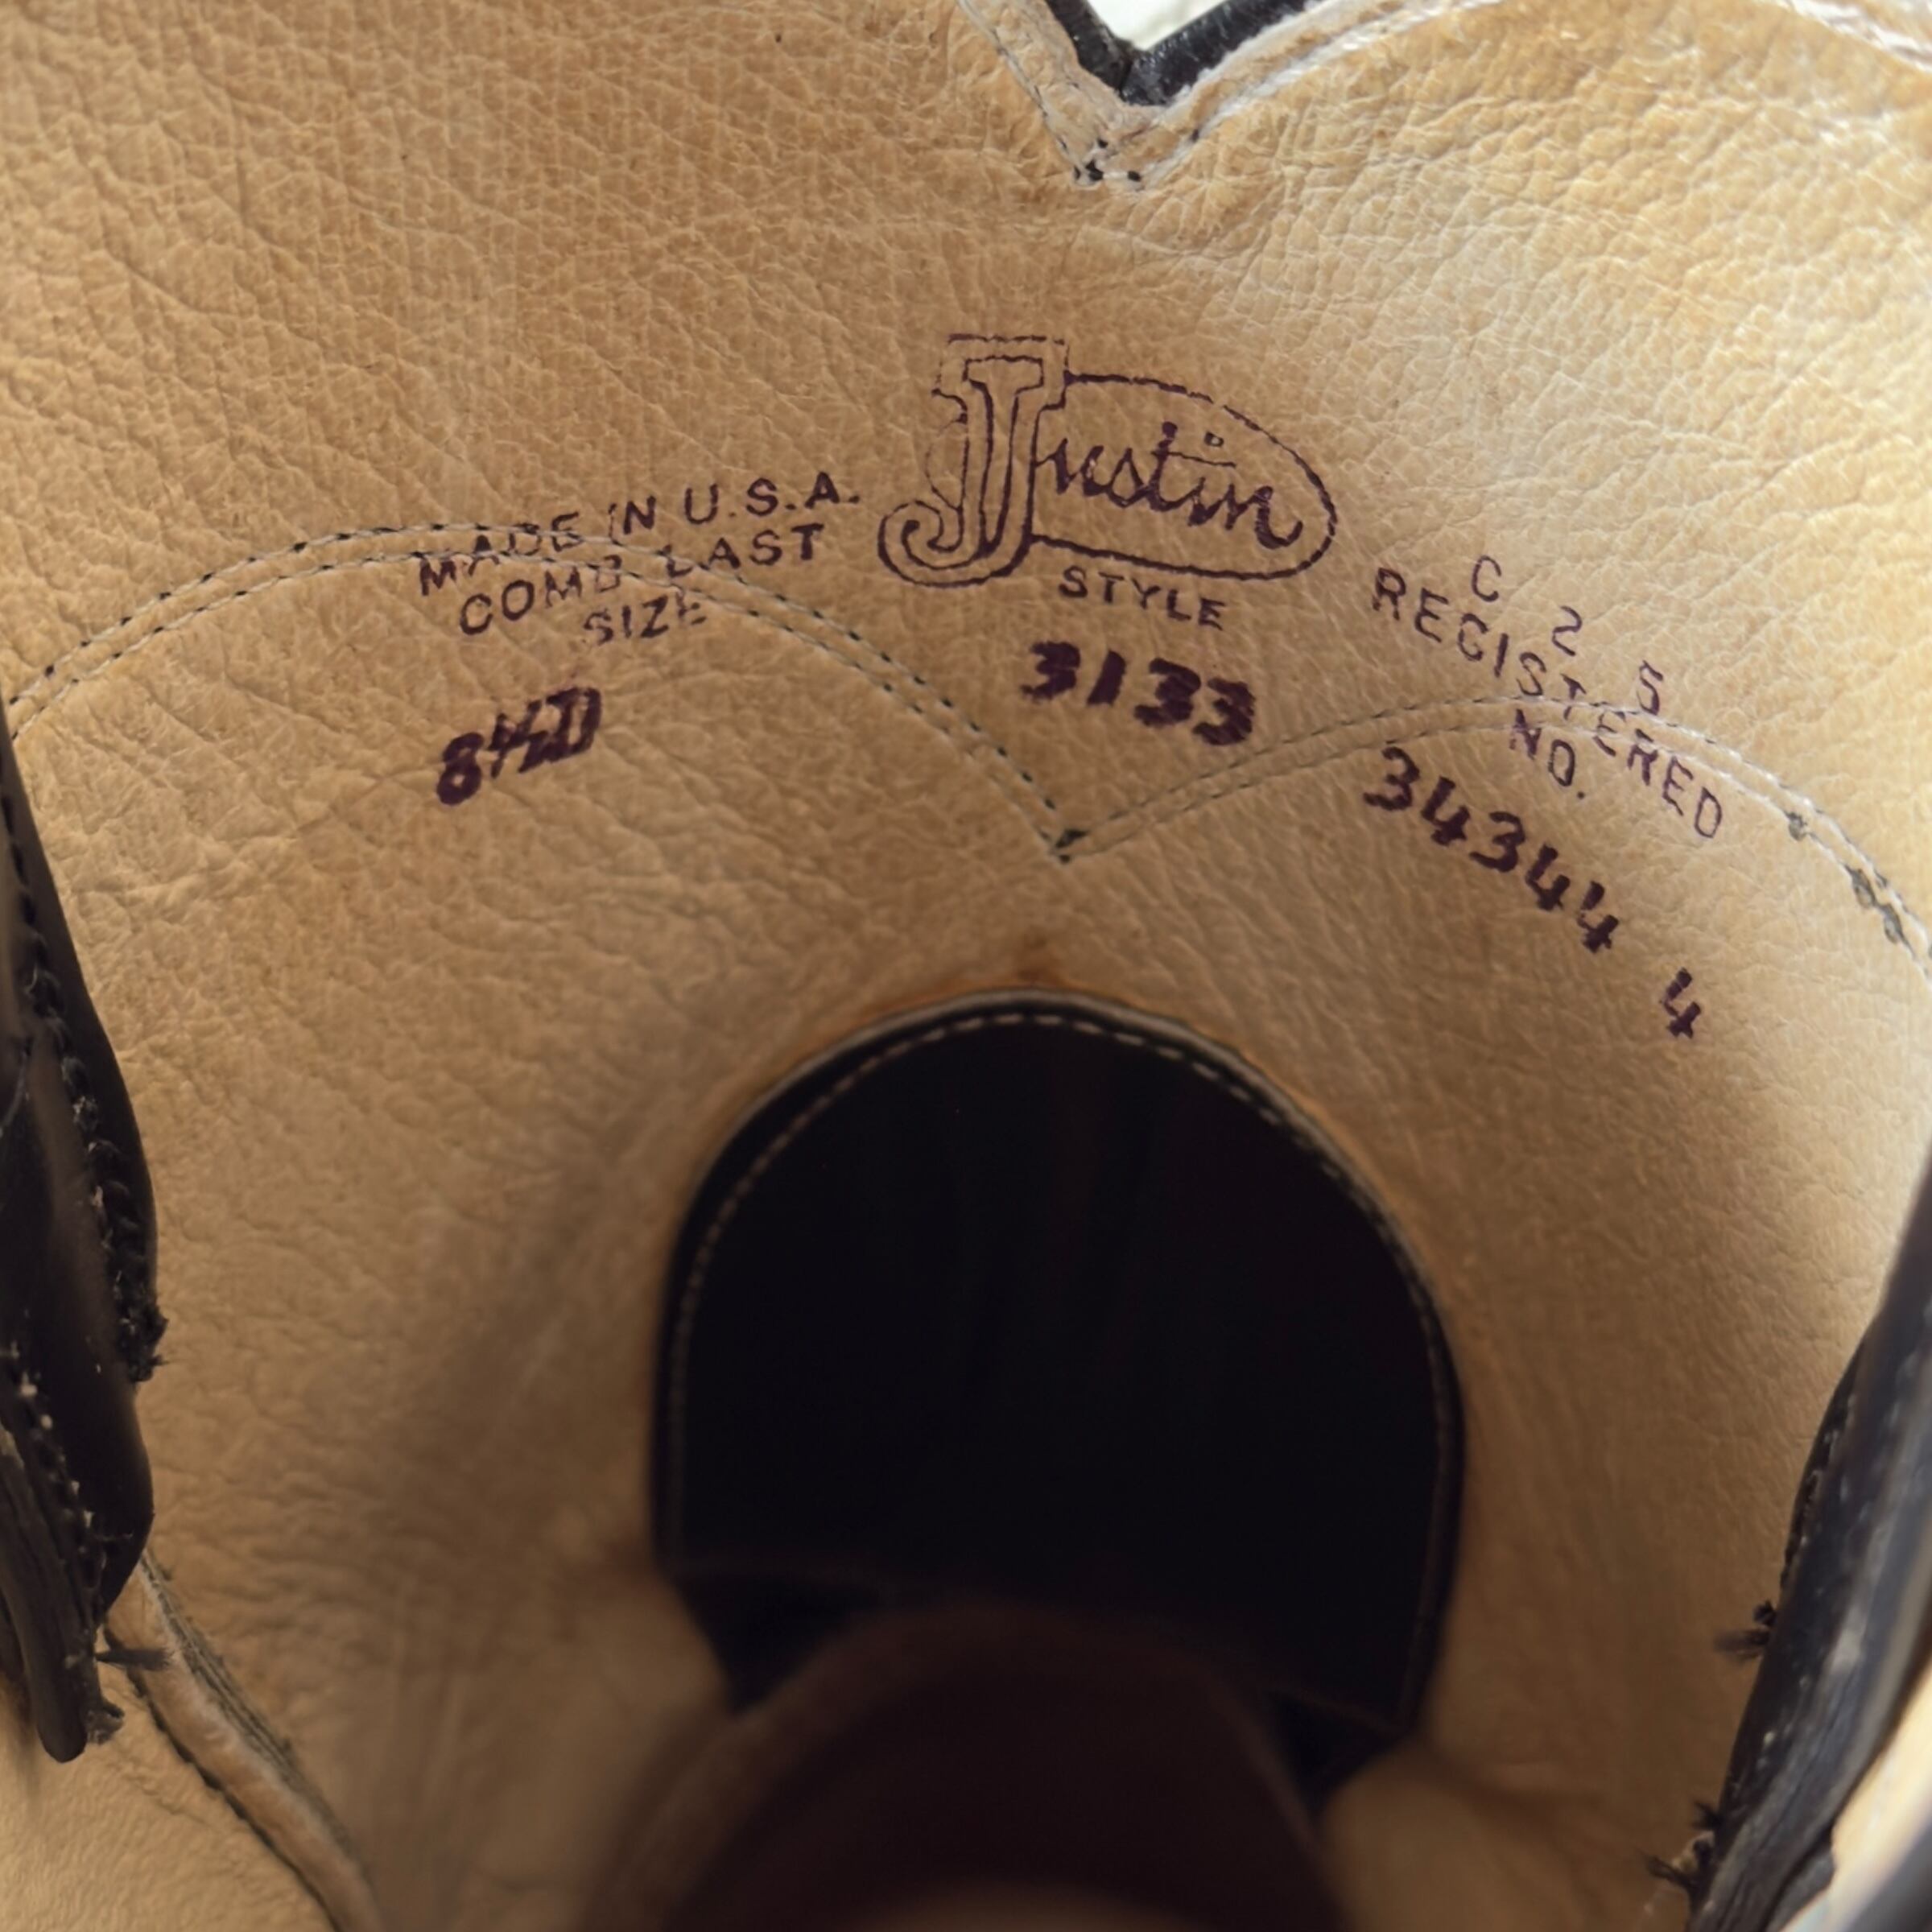 Justin
MADE IN U.S.A.
COMB. LAST
SIZE
8½D
STYLE
3133
C 2 5
REGISTERED
NO.
34344 4